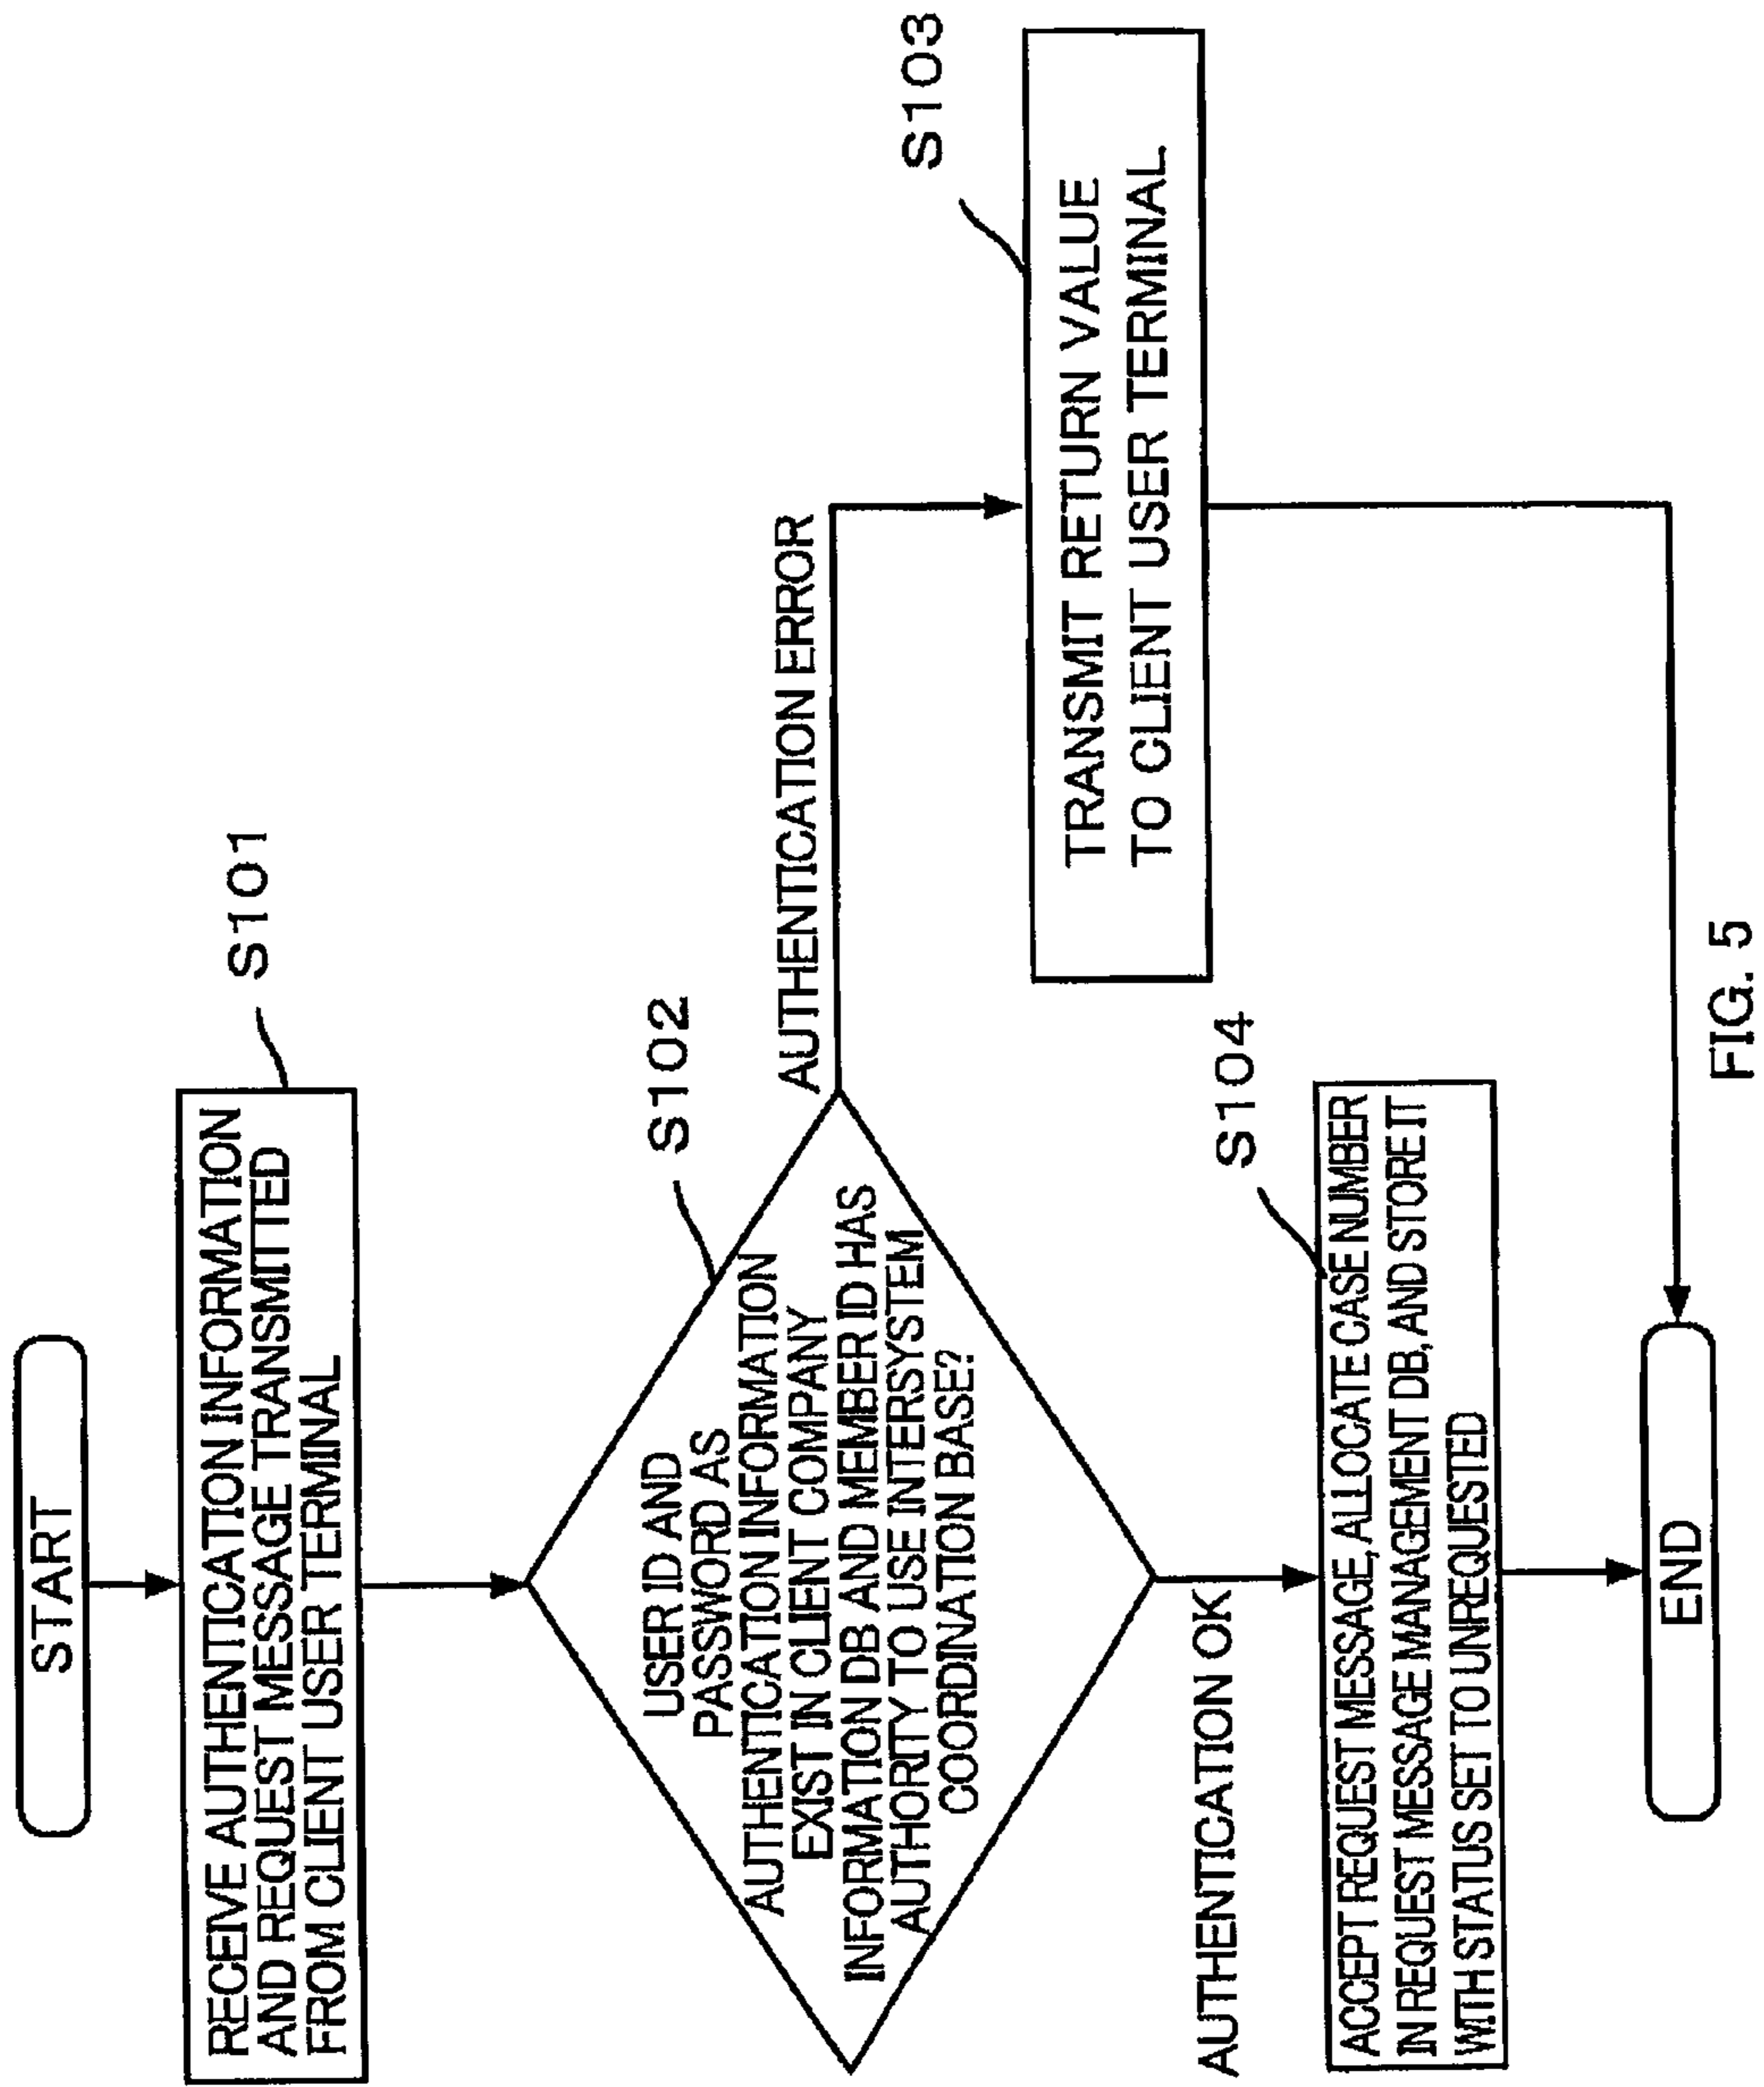 START
S101
RECEIVE AUTHENTICATION INFORMATION
AND REQUEST MESSAGE TRANSMITTED
FROM CLIENT USER TERMINAL
S102
USER ID AND
PASSWORD AS
AUTHENTICATION INFORMATION
EXIST IN CLIENT COMPANY
INFORMATION DB AND MEMBER ID HAS
AUTHORITY TO USE INTERSYSTEM
COORDINATION BASE?
AUTHENTICATION ERROR
S103
TRANSMIT RETURN VALUE
TO CLIENT USER TERMINAL
AUTHENTICATION OK
S104
ACCEPT REQUEST MESSAGE, ALLOCATE CASE NUMBER
IN REQUEST MESSAGE MANAGEMENT DB, AND STORE IT
WITH STATUS SET TO UNREQUESTED
END
FIG. 5